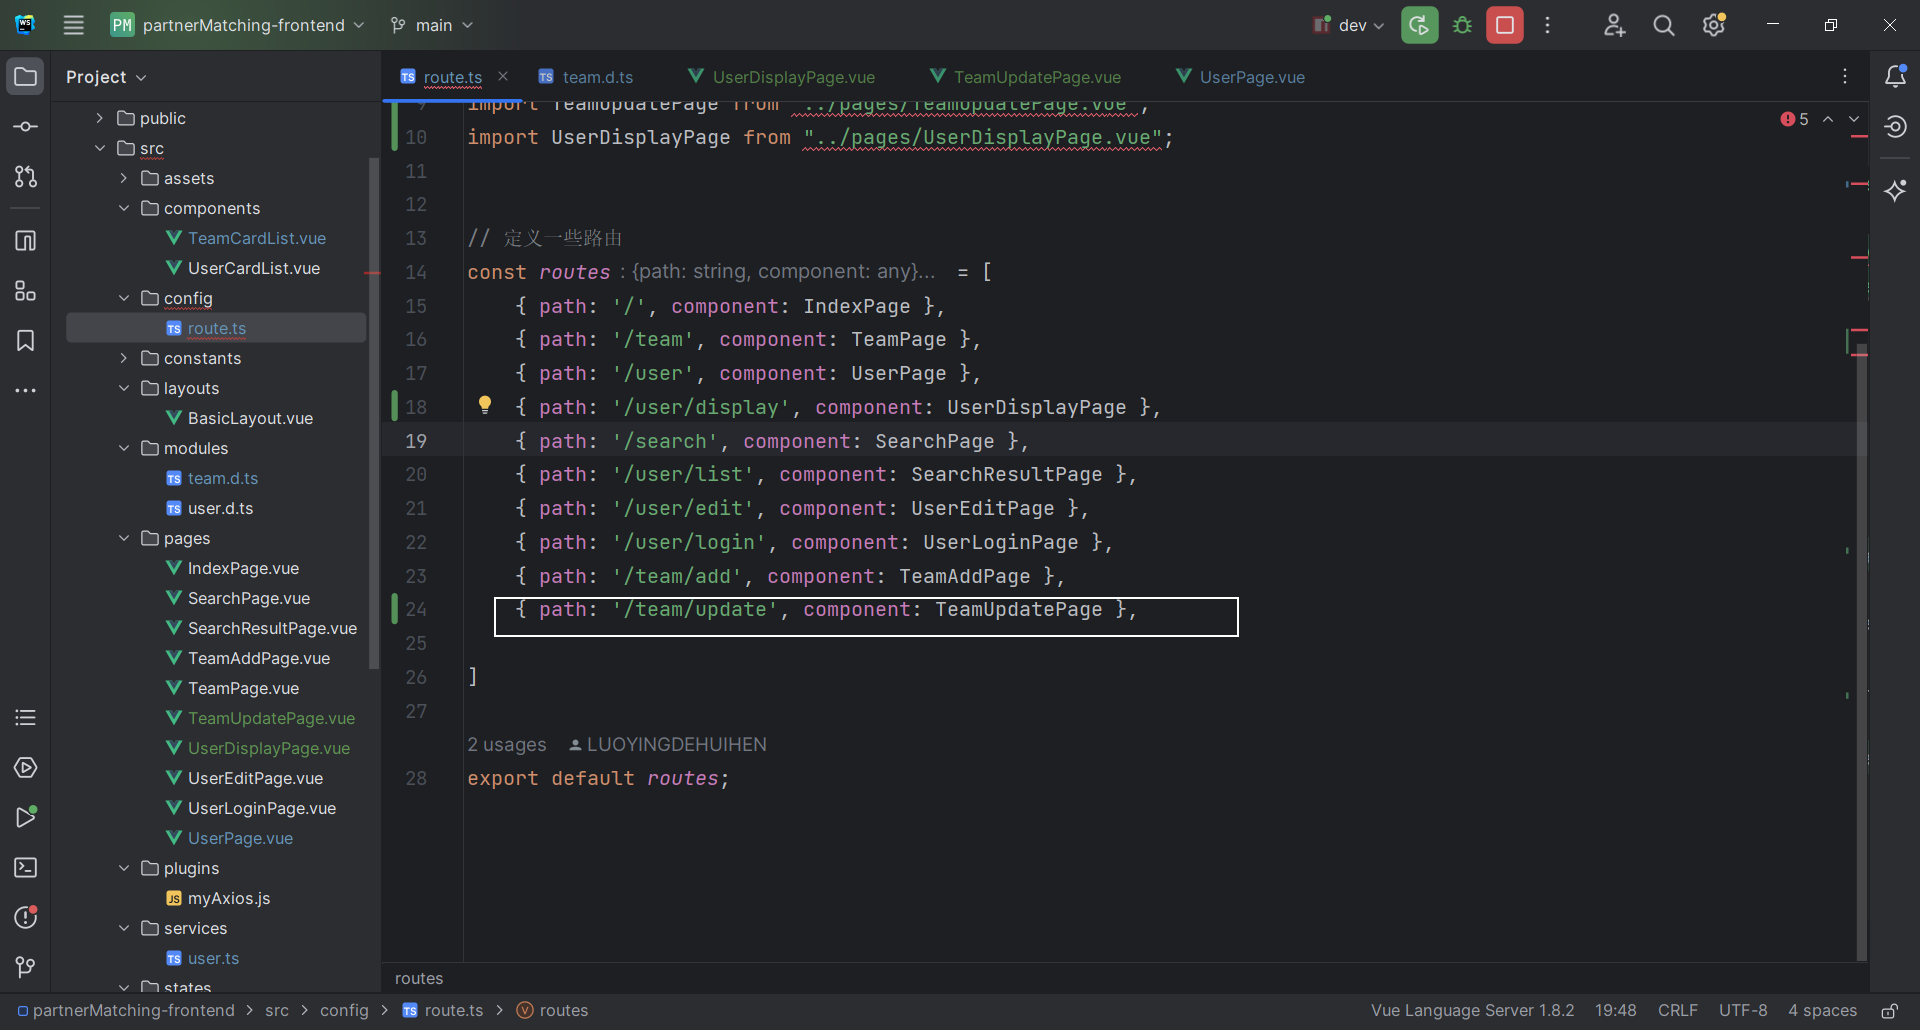 PM partnerMatching-frontend main dev
Project
route.ts team.d.ts UserDisplayPage.vue TeamUpdatePage.vue UserPage.vue
public
src
assets
components
TeamCardList.vue
UserCardList.vue
config
route.ts
constants
layouts
BasicLayout.vue
modules
team.d.ts
user.d.ts
pages
IndexPage.vue
SearchPage.vue
SearchResultPage.vue
TeamAddPage.vue
TeamPage.vue
TeamUpdatePage.vue
UserDisplayPage.vue
UserEditPage.vue
UserLoginPage.vue
UserPage.vue
plugins
myAxios.js
services
user.ts
states
5
9 import TeamUpdatePage from "../pages/TeamUpdatePage.vue";
10 import UserDisplayPage from "../pages/UserDisplayPage.vue";
11
12
13 // 定义一些路由
14 const routes : {path: string, component: any}... = [
15 { path: '/', component: IndexPage },
16 { path: '/team', component: TeamPage },
17 { path: '/user', component: UserPage },
18 { path: '/user/display', component: UserDisplayPage },
19 { path: '/search', component: SearchPage },
20 { path: '/user/list', component: SearchResultPage },
21 { path: '/user/edit', component: UserEditPage },
22 { path: '/user/login', component: UserLoginPage },
23 { path: '/team/add', component: TeamAddPage },
24 { path: '/team/update', component: TeamUpdatePage },
25
26 ]
27
2 usages LUOYINGDEHUIHEN
28 export default routes;
routes
partnerMatching-frontend > src > config > route.ts > routes
Vue Language Server 1.8.2 19:48 CRLF UTF-8 4 spaces